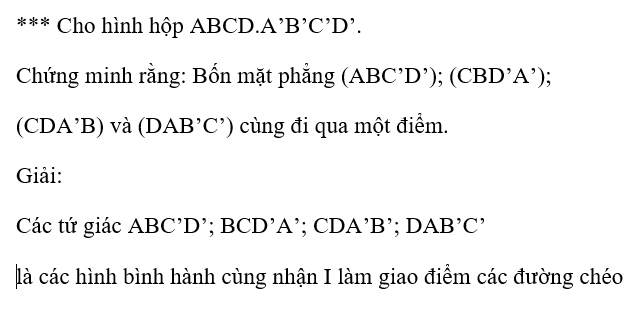 *** Cho hình hộp ABCD.A’B’C’D’.
Chứng minh rằng: Bốn mặt phẳng (ABC’D’); (CBD’A’);
(CDA’B) và (DAB’C’) cùng đi qua một điểm.
Giải:
Các tứ giác ABC’D’; BCD’A’; CDA’B’; DAB’C’
là các hình bình hành cùng nhận I làm giao điểm các đường chéo